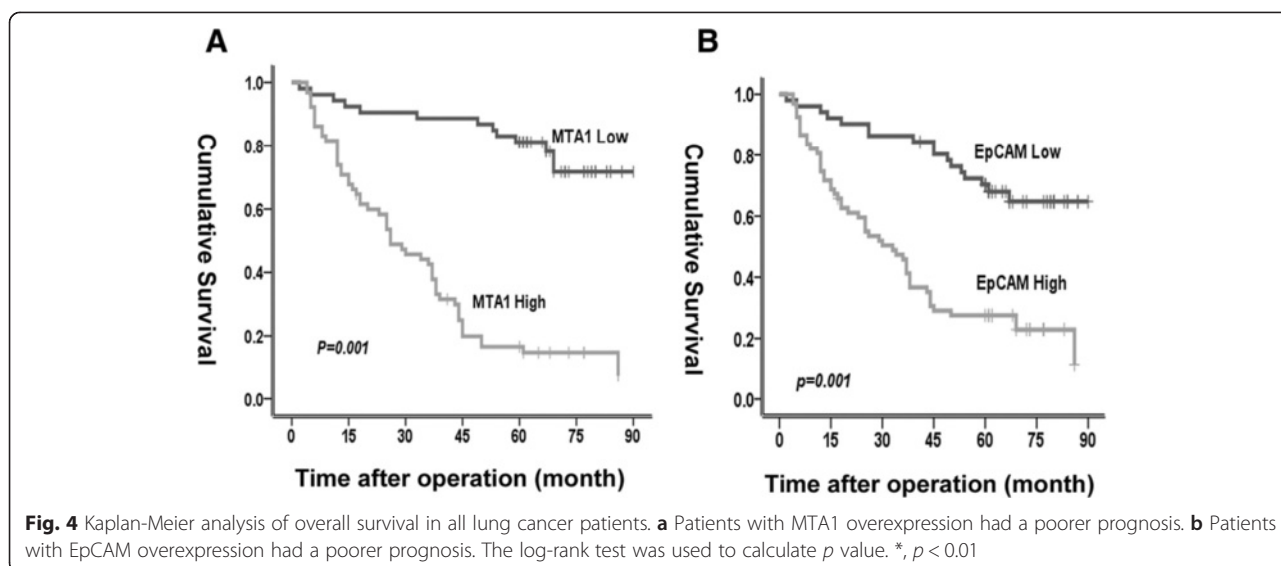 A
Cumulative Survival
1.0
0.8
0.6
0.4
0.2
0.0
MTA1 Low
MTA1 High
P=0.001
0 15 30 45 60 75 90
Time after operation (month)
B
Cumulative Survival
1.0
0.8
0.6
0.4
0.2
0.0
EpCAM Low
EpCAM High
p=0.001
0 15 30 45 60 75 90
Time after operation (month)
Fig. 4 Kaplan-Meier analysis of overall survival in all lung cancer patients. a Patients with MTA1 overexpression had a poorer prognosis. b Patients
with EpCAM overexpression had a poorer prognosis. The log-rank test was used to calculate p value. *, p < 0.01